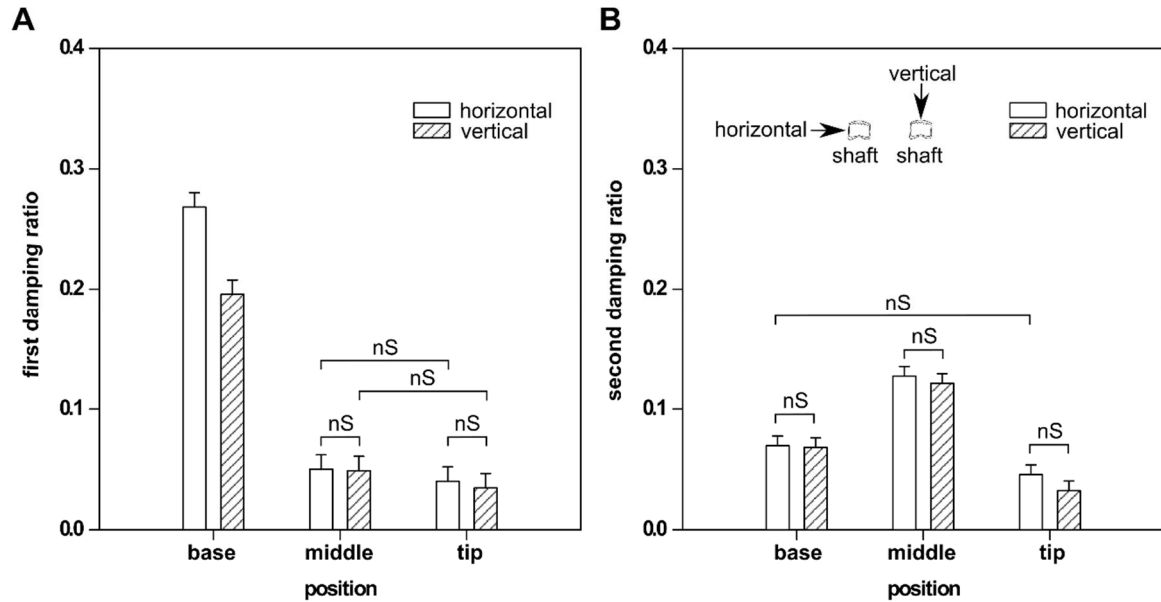 A
first damping ratio
0.4
0.3
0.2
0.1
0.0
horizontal
vertical
nS
nS
nS
nS
base middle tip
position
B
second damping ratio
0.4
0.3
0.2
0.1
0.0
vertical
horizontal
shaft shaft
horizontal
vertical
nS
nS
nS
nS
base middle tip
position